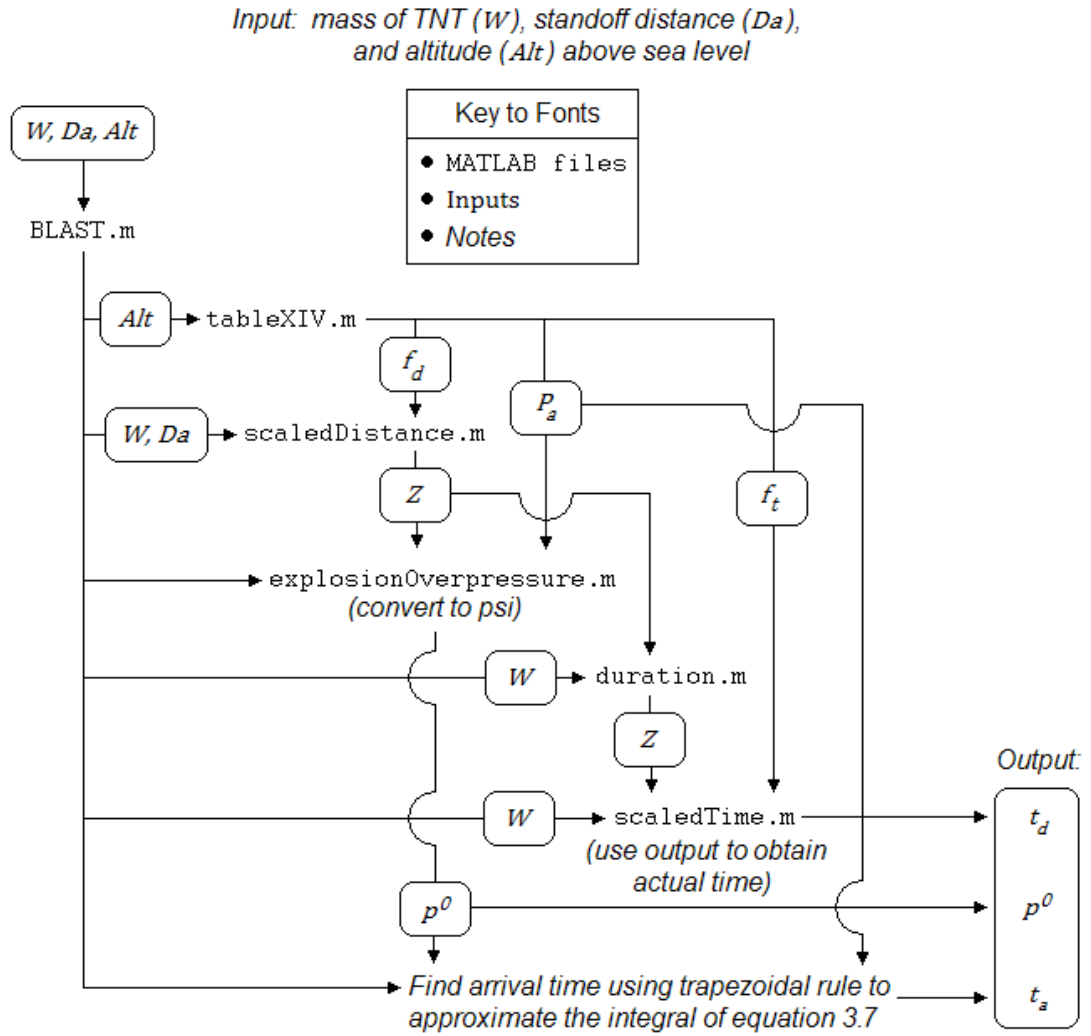 Input: mass of TNT (W), standoff distance (Da),
and altitude (Alt) above sea level
Key to Fonts
• MATLAB files
• Inputs
• Notes
W, Da, Alt
BLAST.m
Alt
tableXIV.m
f_d
P_a
W, Da
scaledDistance.m
Z
f_t
explosionOverpressure.m
(convert to psi)
W
duration.m
Z
Output:
W
scaledTime.m
t_d
(use output to obtain
actual time)
p^0
p^0
Find arrival time using trapezoidal rule to
approximate the integral of equation 3.7
t_a